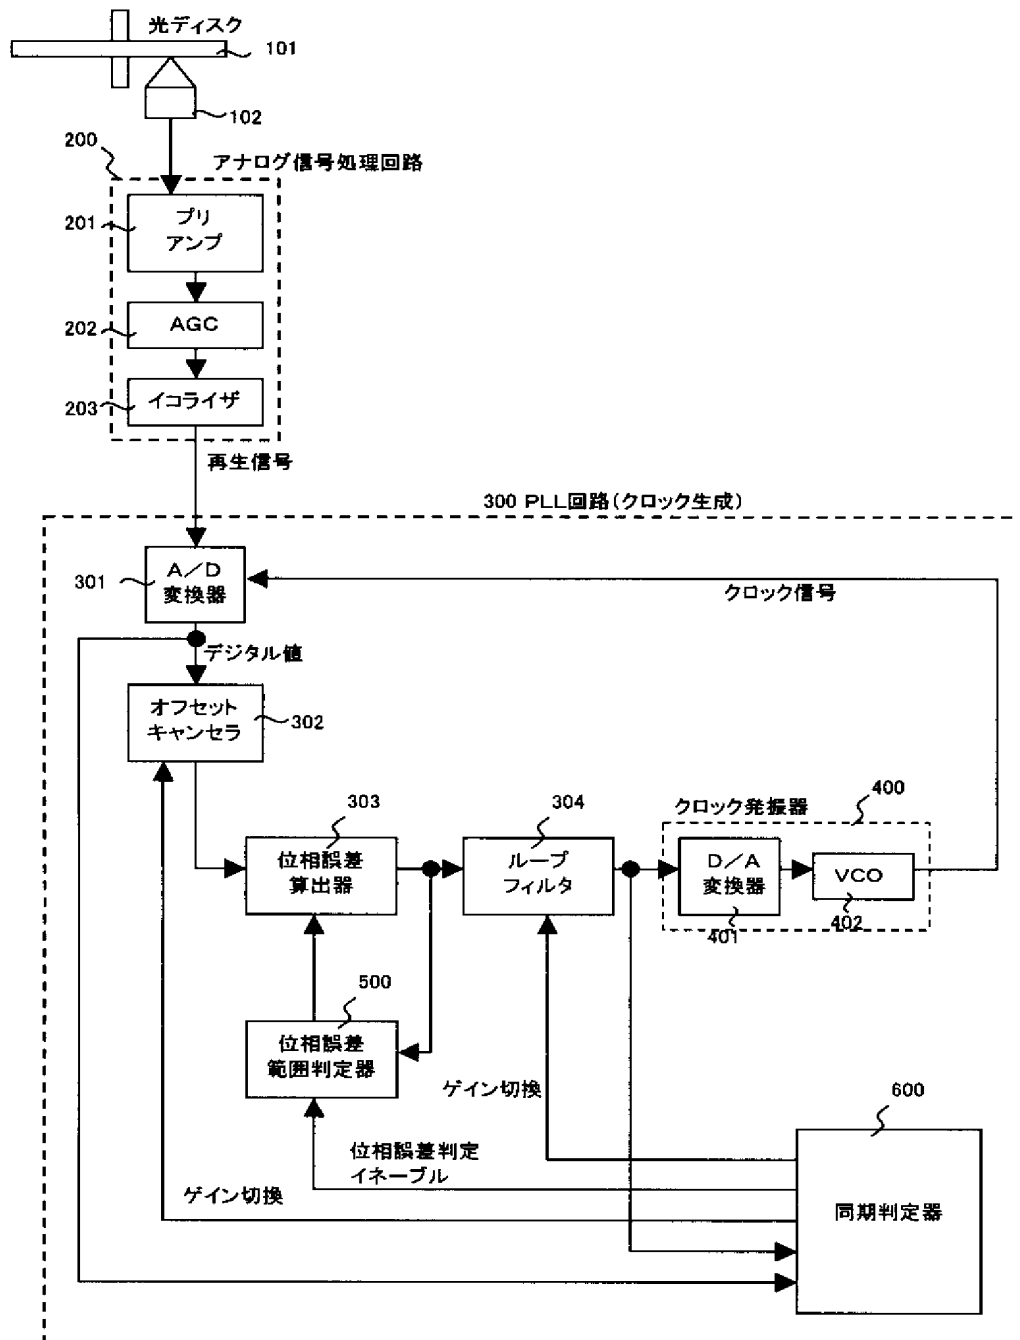 光ディスク
101
102
200
アナログ信号処理回路
201
プリ
アンプ
202
AGC
203
イコライザ
再生信号
300 PLL回路(クロック生成)
301
A/D
変換器
クロック信号
デジタル値
オフセット
キャンセラ
302
303
位相誤差
算出器
304
ループ
フィルタ
クロック発振器
400
D/A
変換器
401
VCO
402
500
位相誤差
範囲判定器
ゲイン切換
600
位相誤差判定
イネーブル
ゲイン切換
同期判定器